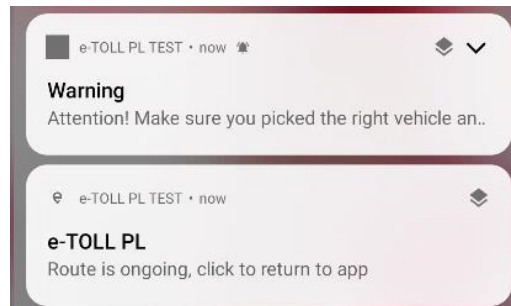 e-TOLL PL TEST • now
Warning
Attention! Make sure you picked the right vehicle an..
e-TOLL PL TEST • now
e-TOLL PL
Route is ongoing, click to return to app